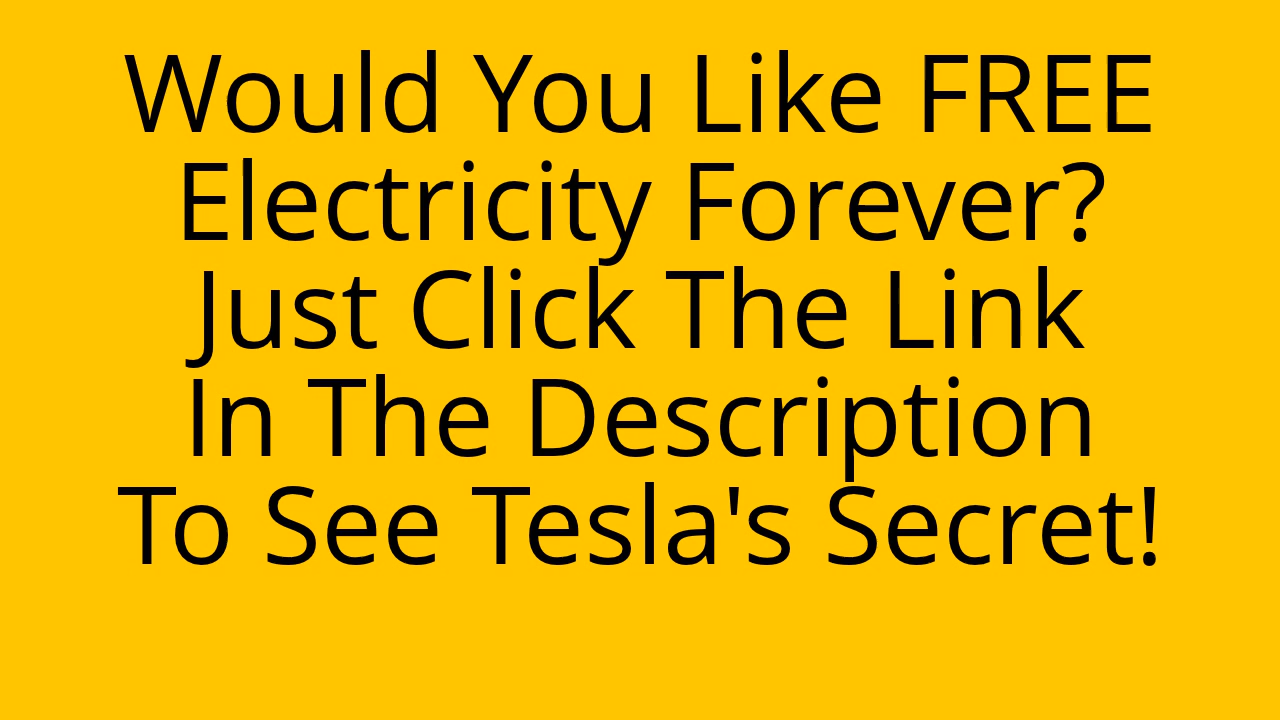 Would You Like FREE
Electricity Forever?
Just Click The Link
In The Description
To See Tesla's Secret!